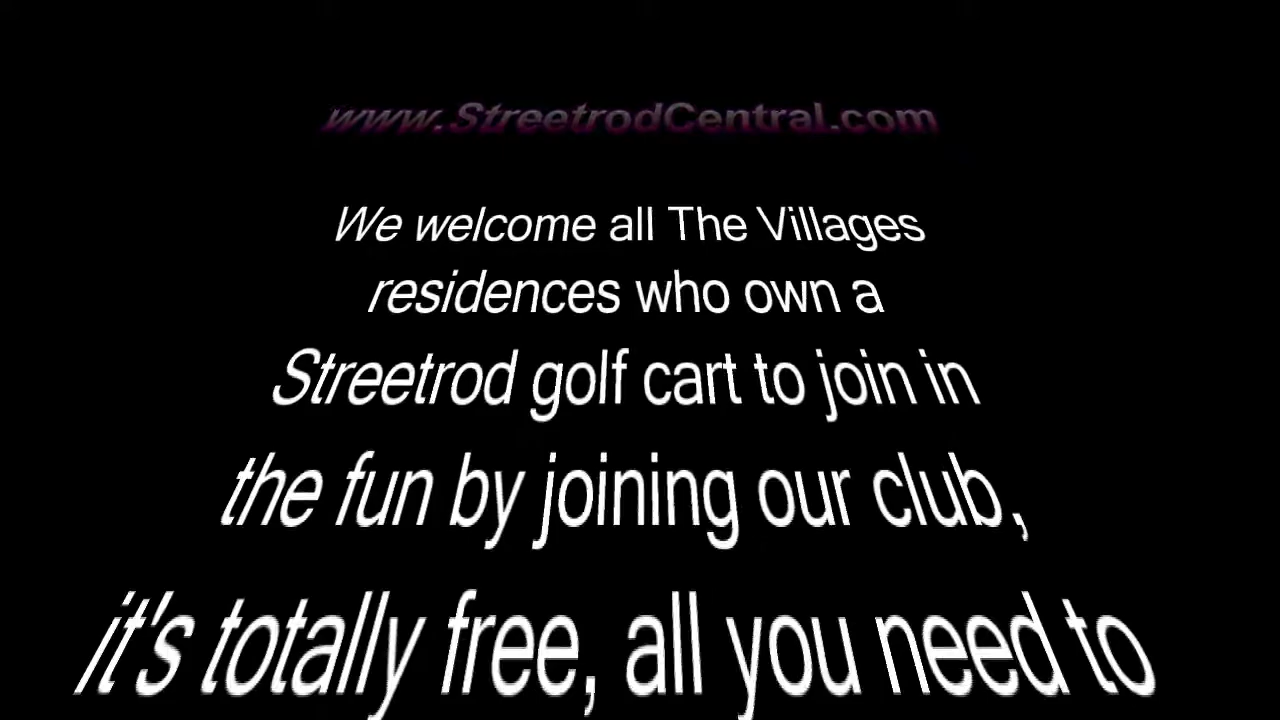 www.StreetrodCentral.com
We welcome all The Villages
residences who own a
Streetrod golf cart to join in
the fun by joining our club,
it's totally free, all you need to